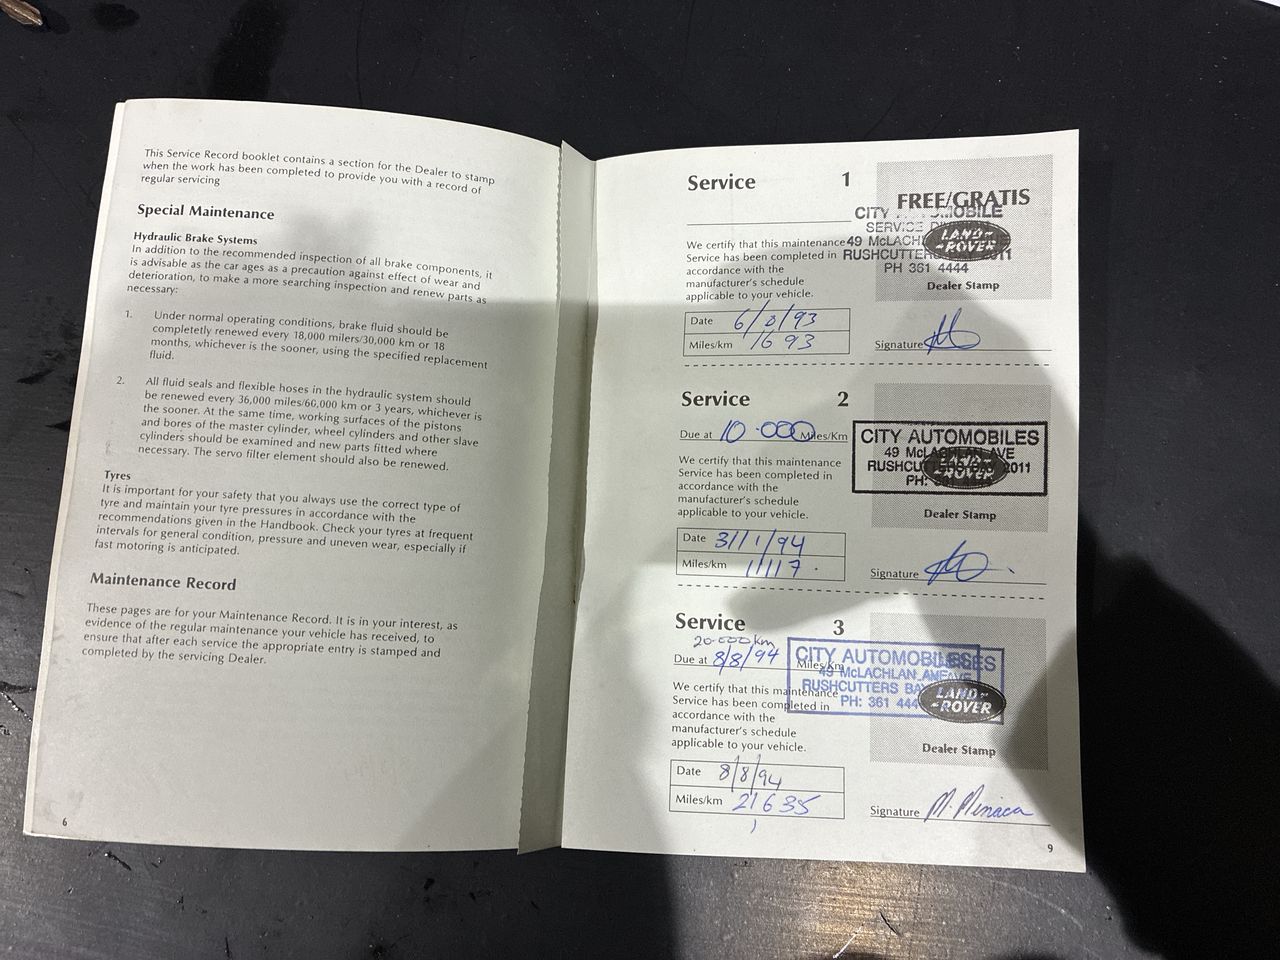 This Service Record booklet contains a section for the Dealer to stamp
when the work has been completed to provide you with a record of
regular servicing
Special Maintenance
Hydraulic Brake Systems
In addition to the recommended inspection of all brake components, it
is advisable as the car ages as a precaution against effect of wear and
deterioration, to make a more searching inspection and renew parts as
necessary:
1. Under normal operating conditions, brake fluid should be
completcly renewed every 18,000 milers/30,000 km or 18
months, whichever is the sooner, using the specified replacement
fluid.
2. All fluid seals and flexible hoses in the hydraulic system should
be renewed every 36,000 miles/60,000 km or 3 years, whichever is
the sooner. At the same time, working surfaces of the pistons
and bores of the master cylinder, wheel cylinders and other slave
cylinders should be examined and new parts fitted where
necessary. The servo filter element should also be renewed.
Tyres
It is important for your safety that you always use the correct type of
tyre and maintain your tyre pressures in accordance with the
recommendations given in the Handbook. Check your tyres at frequent
intervals for general condition, pressure and uneven wear, especially if
fast motoring is anticipated.
Maintenance Record
These pages are for your Maintenance Record. It is in your interest, as
evidence of the regular maintenance your vehicle has received, to
ensure that after each service the appropriate entry is stamped and
completed by the servicing Dealer.
6
Service 1
FREE/GRATIS
CITY
SERVICE
49 McLACHL
RUSHCUTTERS BAY 2011
PH 361 4444
LAND-
-ROVER
Dealer Stamp
We certify that this maintenance
Service has been completed in
accordance with the
manufacturer's schedule
applicable to your vehicle.
Date 6/8/93
Miles/km 1693
Signature
Service 2
Due at 10.000 Miles/Km
CITY AUTOMOBILES
49 McLACHLAN AVE
RUSHCUTTERS BAY 2011
PH: 361
-ROVER
Dealer Stamp
We certify that this maintenance
Service has been completed in
accordance with the
manufacturer's schedule
applicable to your vehicle.
Date 31/1/94
Miles/km 11117.
Signature
Service 3
20.000km
Due at 8/8/94 Miles/Km
CITY AUTOMOBILES
49 McLACHLAN AVE
RUSHCUTTERS BAY
PH: 361 444
LAND-
-ROVER
Dealer Stamp
We certify that this maintenance
Service has been completed in
accordance with the
manufacturer's schedule
applicable to your vehicle.
Date 8/8/94
Miles/km 21635
Signature
9